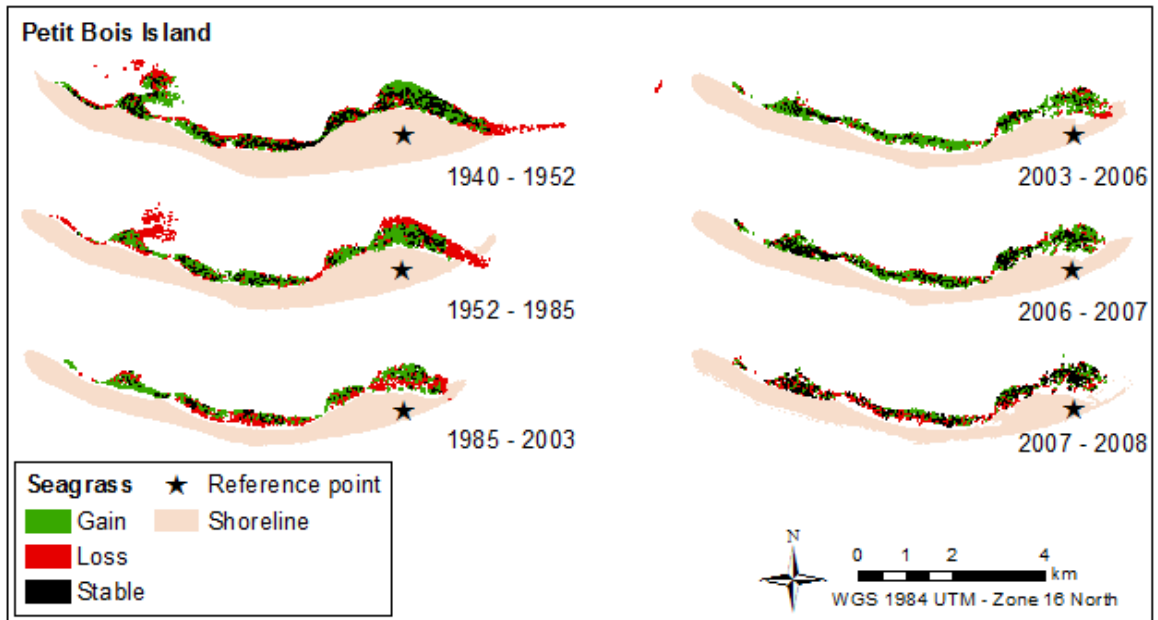 Petit Bois Island
1940 - 1952
2003 - 2006
1952 - 1985
2006 - 2007
1985 - 2003
2007 - 2008
Seagrass
Reference point
Gain
Shoreline
Loss
Stable
N
0 1 2 4
km
WGS 1984 UTM - Zone 16 North